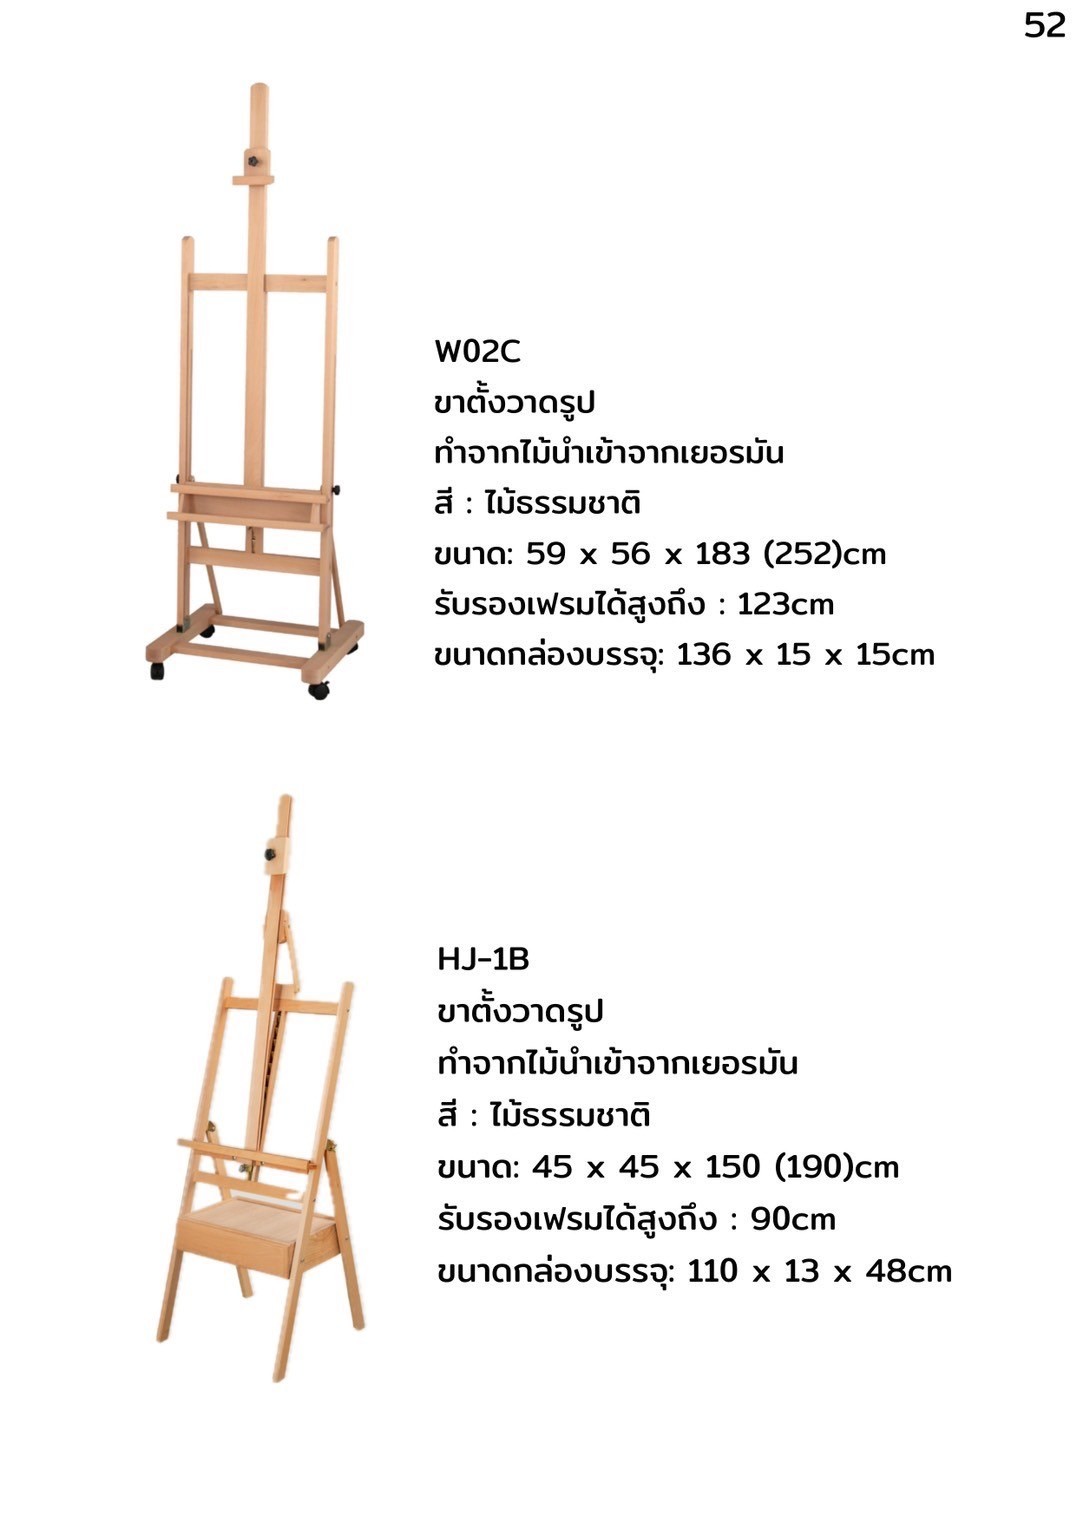 52
W02C
ขาตั้งวาดรูป
ทำจากไม้นำเข้าจากเยอรมัน
สี : ไม้ธรรมชาติ
ขนาด: 59 x 56 x 183 (252)cm
รับรองเฟรมได้สูงถึง : 123cm
ขนาดกล่องบรรจุ: 136 x 15 x 15cm
HJ-1B
ขาตั้งวาดรูป
ทำจากไม้นำเข้าจากเยอรมัน
สี : ไม้ธรรมชาติ
ขนาด: 45 x 45 x 150 (190)cm
รับรองเฟรมได้สูงถึง : 90cm
ขนาดกล่องบรรจุ: 110 x 13 x 48cm